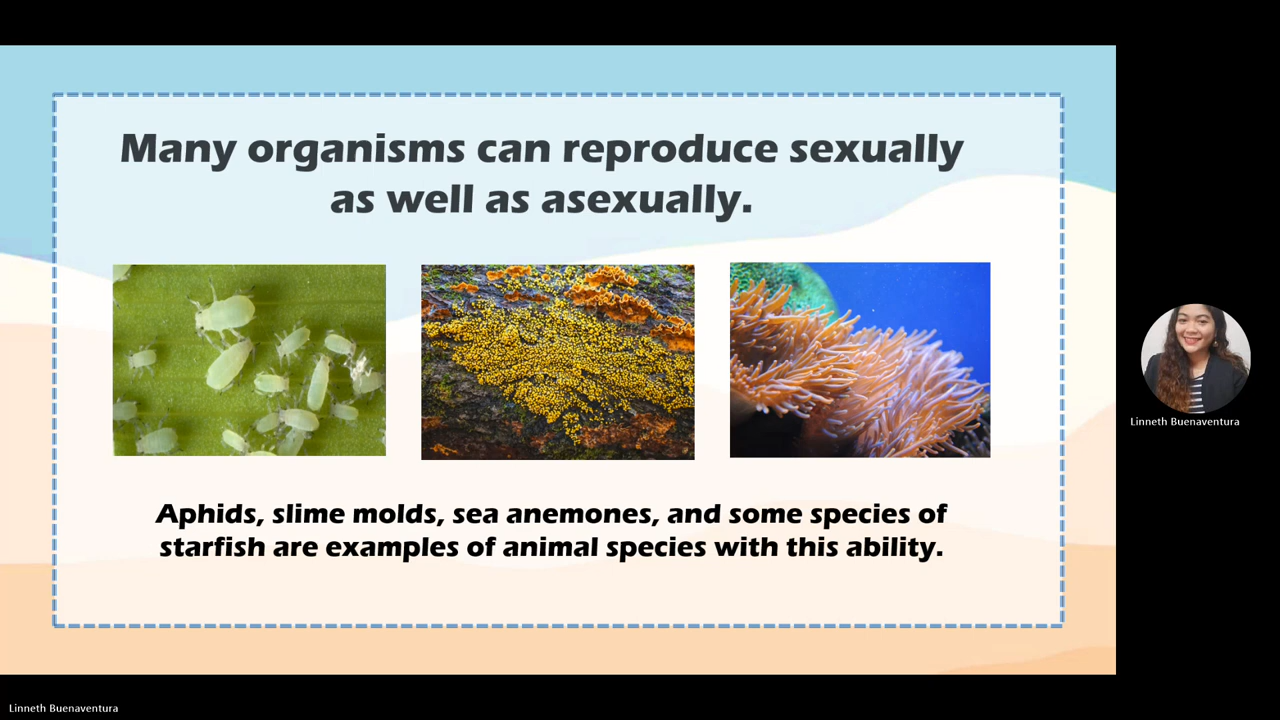 Many organisms can reproduce sexually
as well as asexually.
Aphids, slime molds, sea anemones, and some species of
starfish are examples of animal species with this ability.
Linneth Buenaventura
Linneth Buenaventura